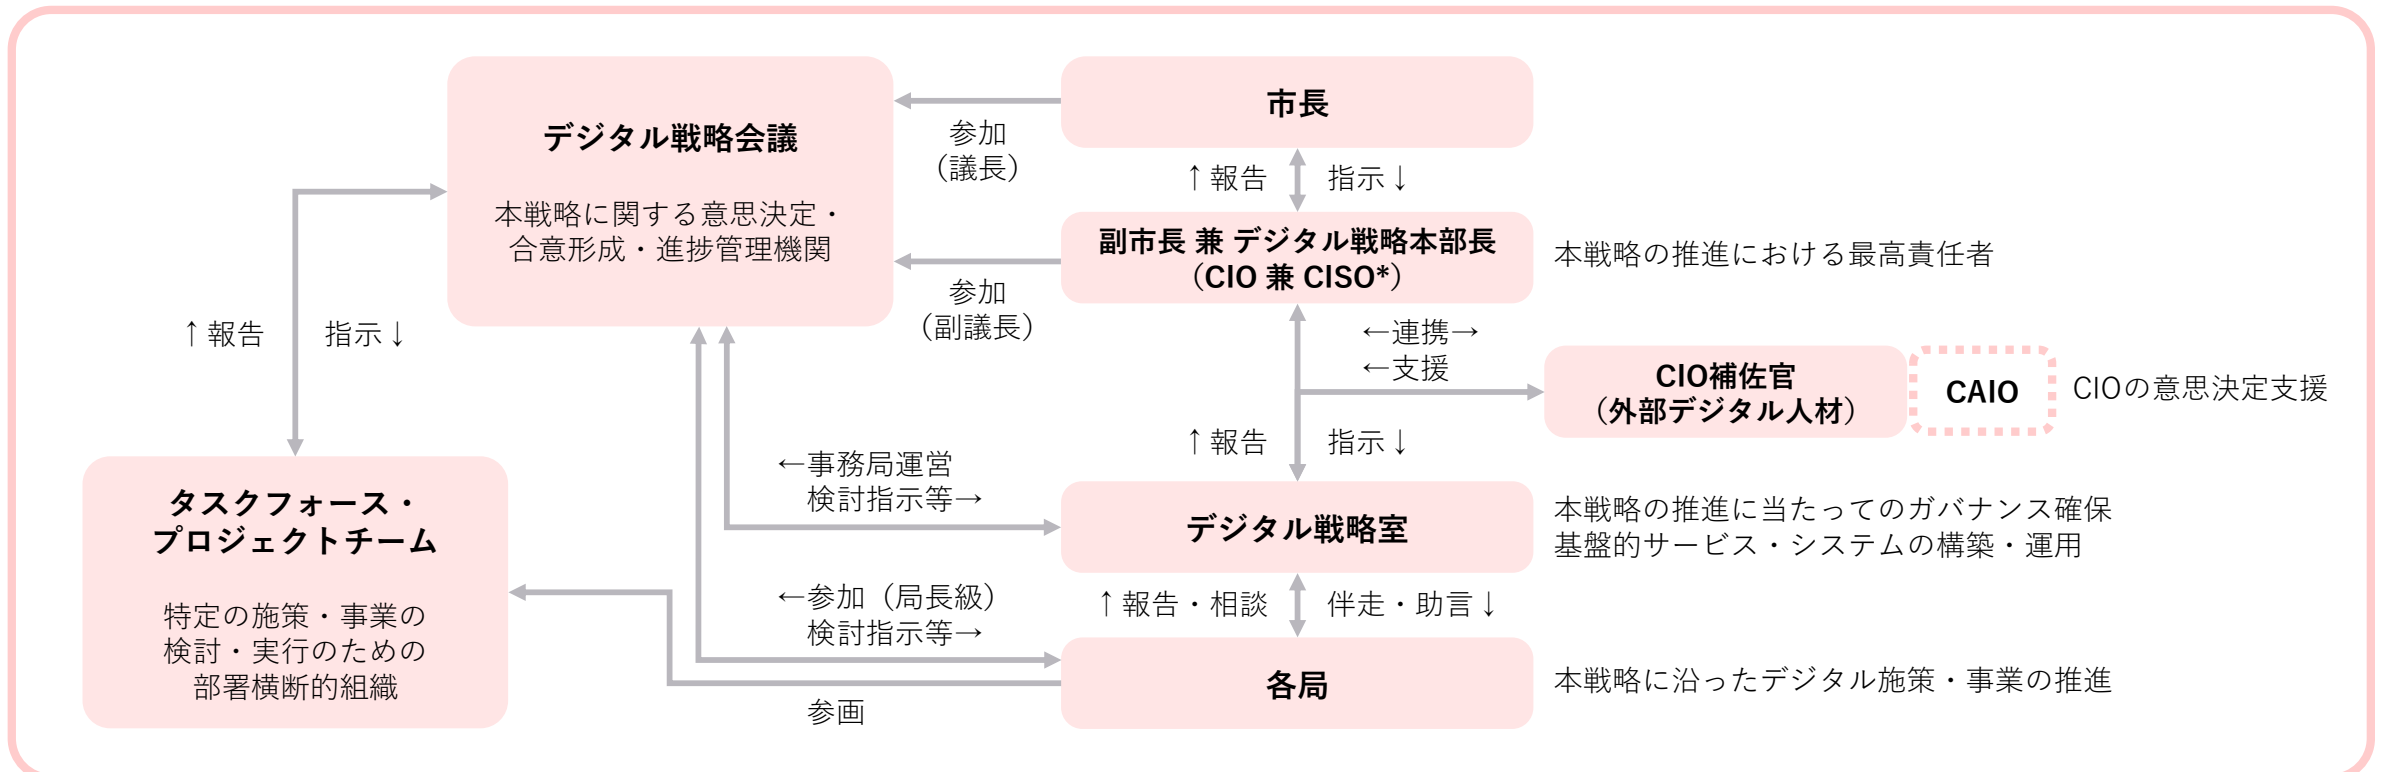 デジタル戦略会議
本戦略に関する意思決定・
合意形成・進捗管理機関
参加
（議長）
参加
（副議長）
市長
↑報告
指示↓
副市長 兼 デジタル戦略本部長
（CIO 兼 CISO*）
本戦略の推進における最高責任者
←連携→
←支援
CIO補佐官
（外部デジタル人材）
CAIO
CIOの意思決定支援
↑報告
指示↓
↑報告
指示↓
タスクフォース・
プロジェクトチーム
特定の施策・事業の
検討・実行のための
部署横断的組織
←事務局運営
検討指示等→
デジタル戦略室
本戦略の推進に当たってのガバナンス確保
基盤的サービス・システムの構築・運用
←参加（局長級）
検討指示等→
↑報告・相談
伴走・助言↓
各局
本戦略に沿ったデジタル施策・事業の推進
参画